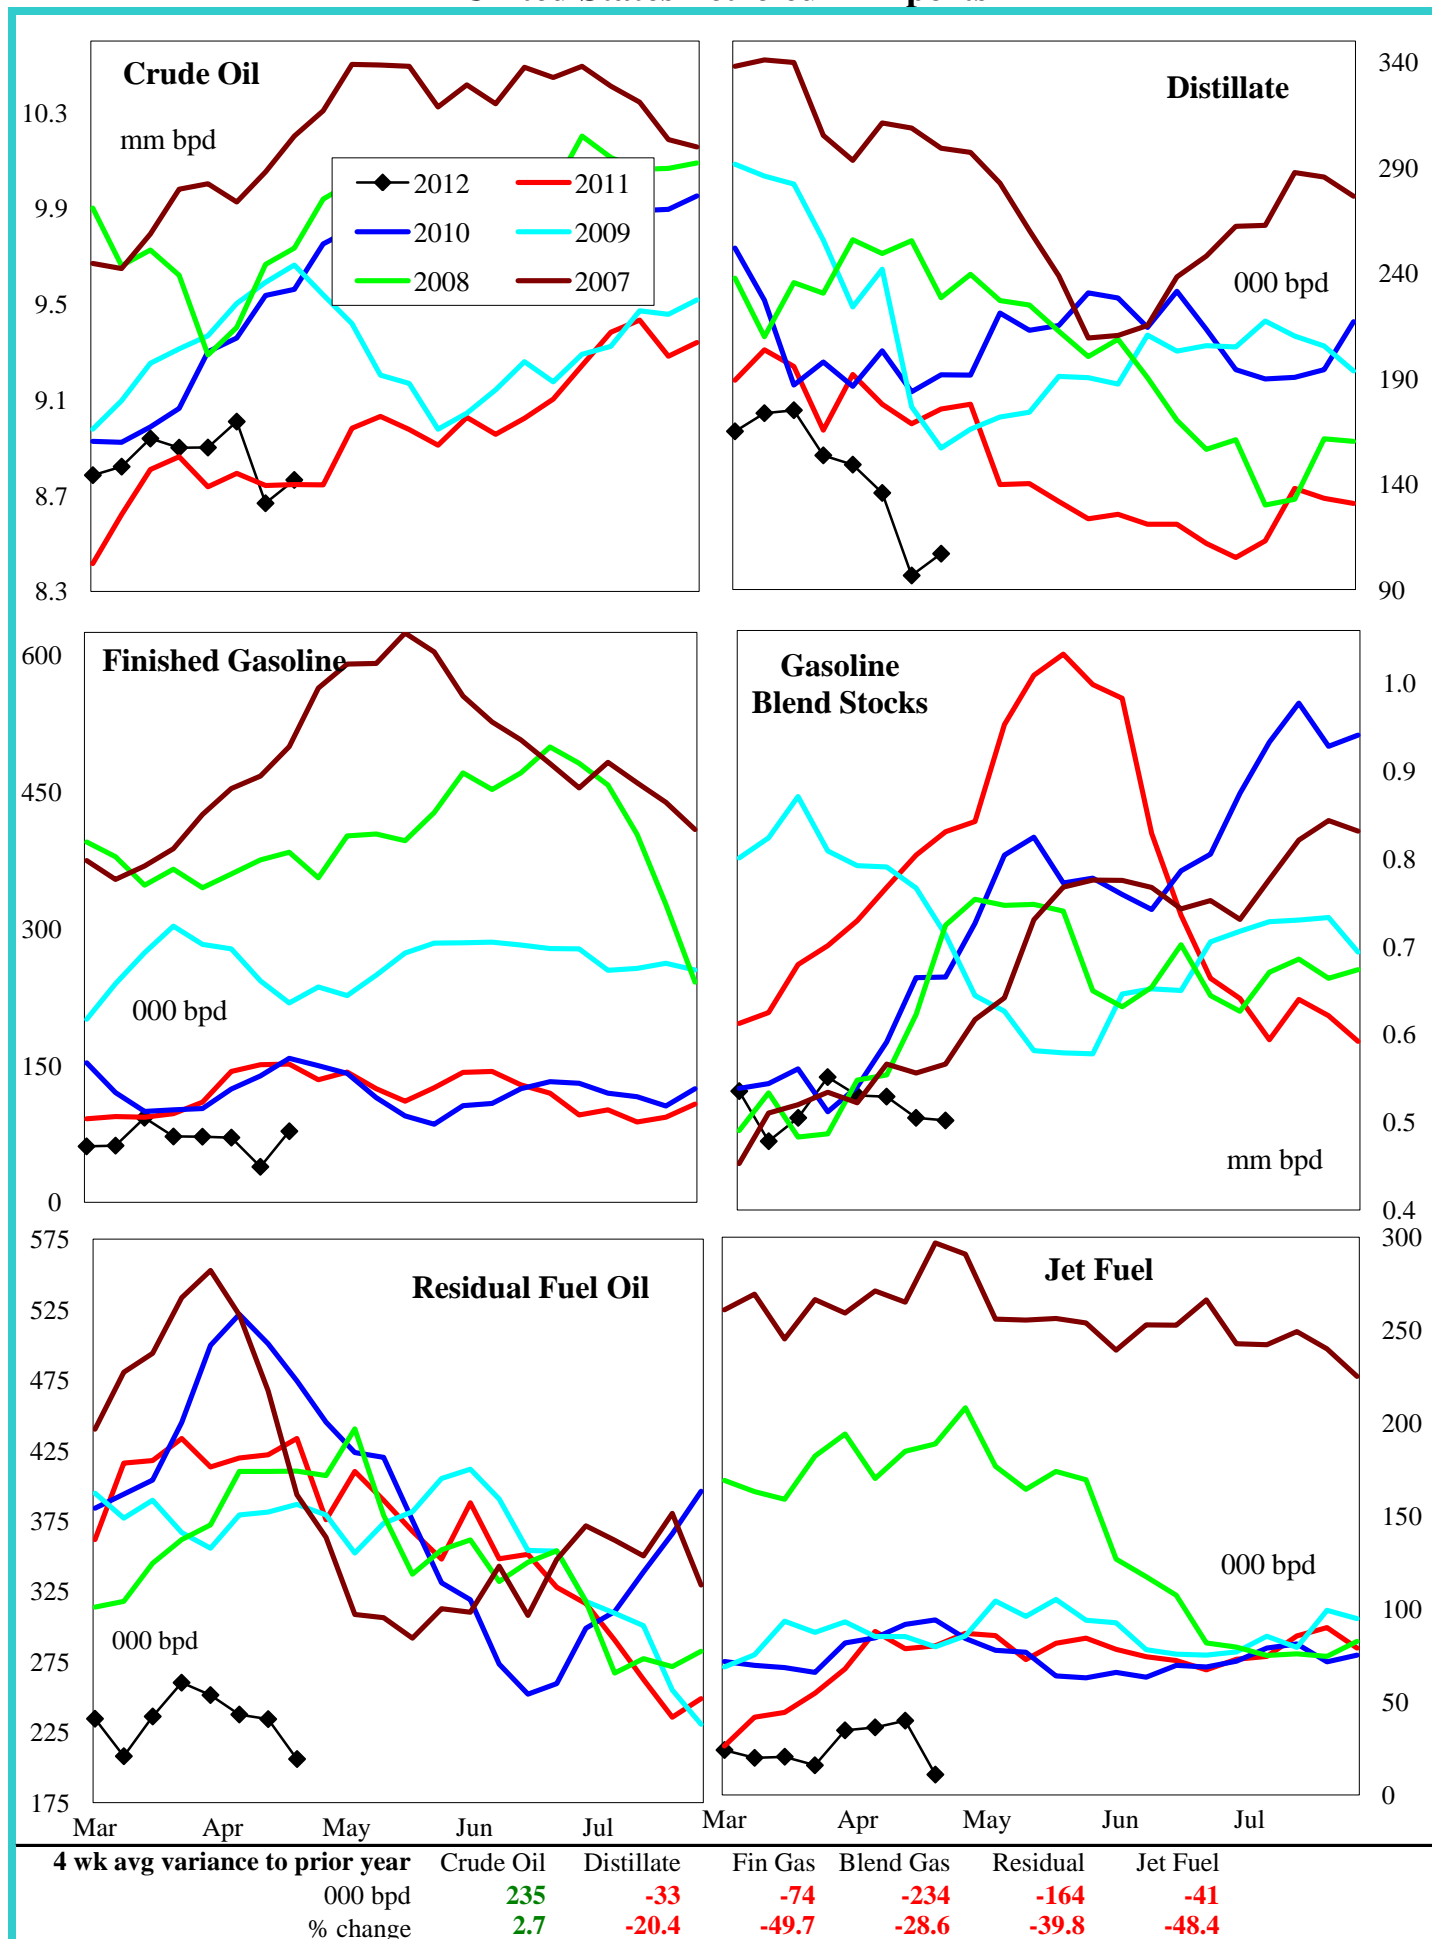 Crude Oil
mm bpd
10.3
9.9
9.5
9.1
8.7
8.3
2012
2011
2010
2009
2008
2007
Distillate
000 bpd
340
290
240
190
140
90
Finished Gasoline
000 bpd
600
450
300
150
0
Gasoline
Blend Stocks
mm bpd
1.0
0.9
0.8
0.7
0.6
0.5
0.4
Residual Fuel Oil
000 bpd
575
525
475
425
375
325
275
225
175
Mar Apr May Jun Jul
Jet Fuel
000 bpd
300
250
200
150
100
50
0
Mar Apr May Jun Jul
4 wk avg variance to prior year Crude Oil Distillate Fin Gas Blend Gas Residual Jet Fuel
000 bpd 235 -33 -74 -234 -164 -41
% change 2.7 -20.4 -49.7 -28.6 -39.8 -48.4